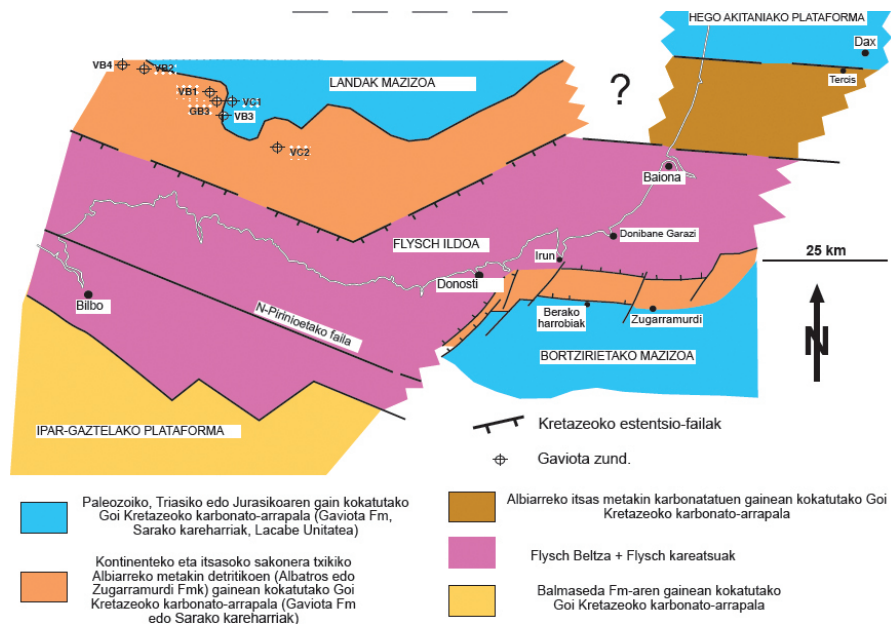 HEGO AKITANIAKO PLATAFORMA
Dax
Tercis
VB4
VB2
LANDAK MAZIZOA
VB1
GB3
VC1
VB3
?
VC2
Baiona
FLYSCH ILDOA
Donibane Garazi
25 km
Irun
Donosti
Bilbo
N-Pirinioetako faila
Berako
harrobiak
Zugarramurdi
N
BORTZIRIETAKO MAZIZOA
IPAR-GAZTELAKO PLATAFORMA
Kretazeoko estentsio-failak
Gaviota zund.
Paleozoiko, Triasiko edo Jurasikoaren gain kokatutako
Goi Kretazeoko karbonato-arrapala (Gaviota Fm,
Sarako kareharriak, Lacabe Unitatea)
Kontinenteko eta itsasoko sakonera txikiko
Albiarreko metakin detritikoen (Albatros edo
Zugarramurdi Fmk) gainean kokatutako Goi
Kretazeoko karbonato-arrapala (Gaviota Fm
edo Sarako kareharriak)
Albiarreko itsas metakin karbonatatuen gainean kokatutako Goi
Kretazeoko karbonato-arrapala
Flysch Beltza + Flysch kareatsuak
Balmaseda Fm-aren gainean kokatutako
Goi Kretazeoko karbonato-arrapala